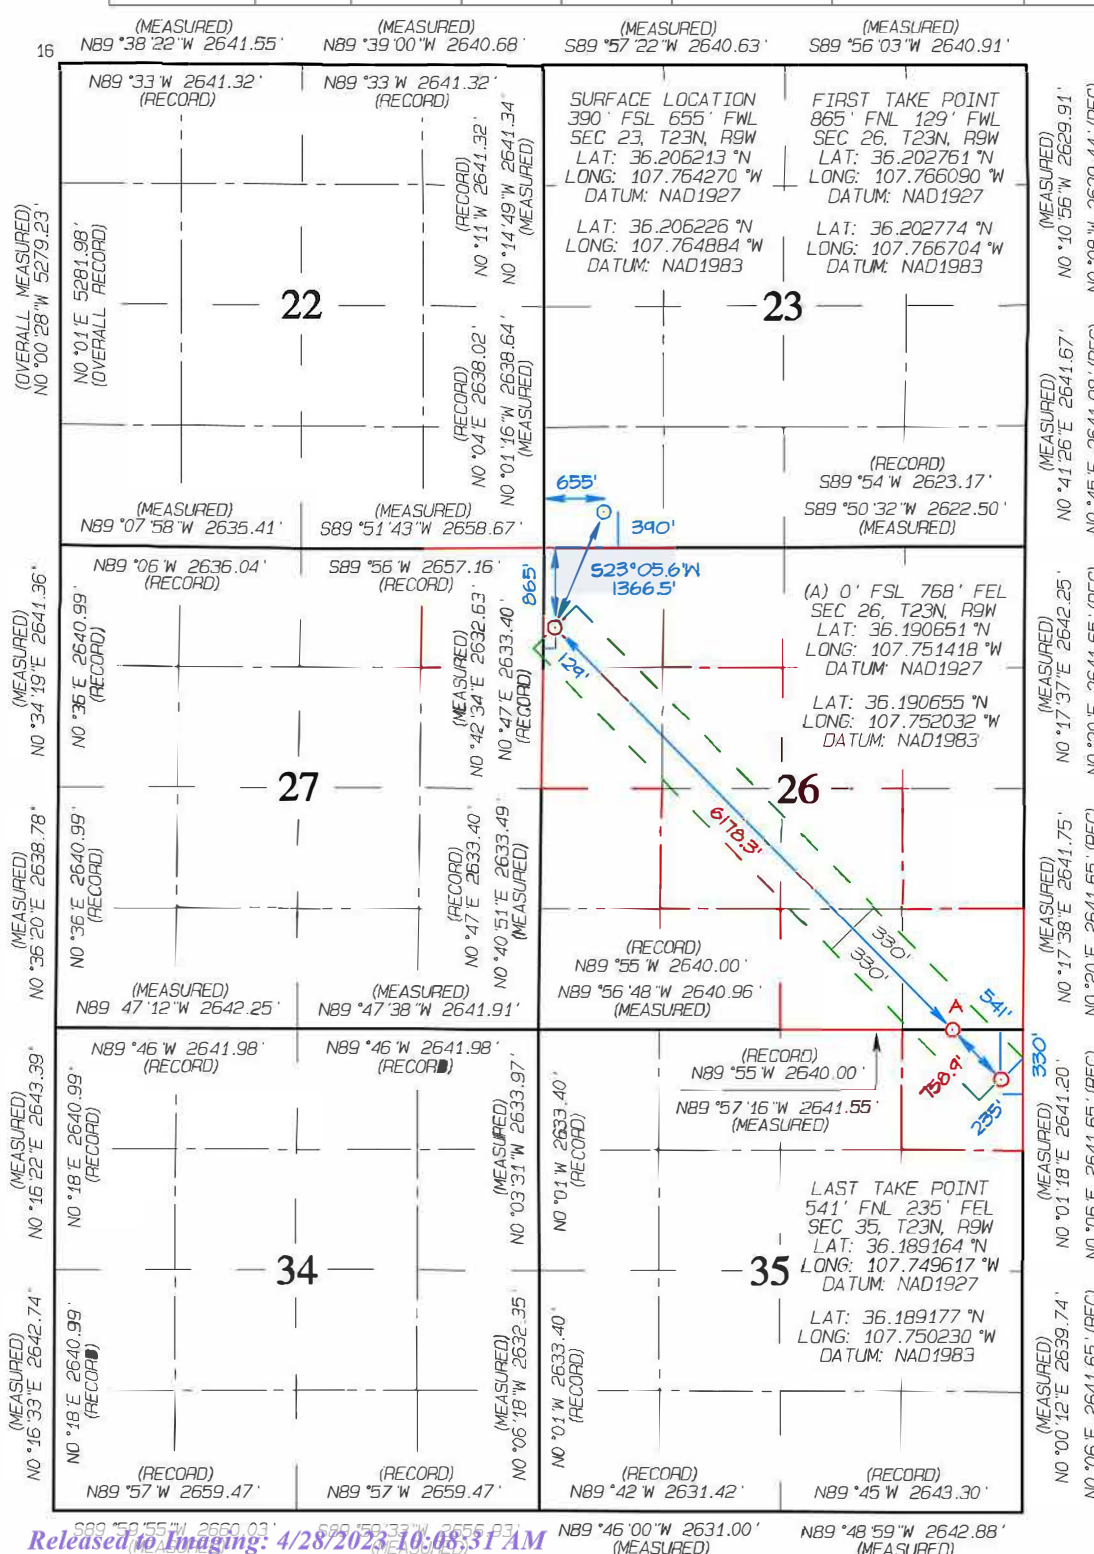 (MEASURED)
N89°38'22"W 2641.55'
(MEASURED)
N89°39'00"W 2640.68'
(MEASURED)
S89°57'22"W 2640.63'
(MEASURED)
S89°56'03"W 2640.91'
16
N89°33'W 2641.32'
(RECORD)
N89°33'W 2641.32'
(RECORD)
SURFACE LOCATION
390' FSL 655' FWL
SEC 23, T23N, R9W
LAT: 36.206213°N
LONG: 107.764270°W
DATUM: NAD1927
LAT: 36.206226°N
LONG: 107.764884°W
DATUM: NAD1983
FIRST TAKE POINT
865' FNL 129' FWL
SEC 26, T23N, R9W
LAT: 36.202761°N
LONG: 107.766090°W
DATUM: NAD1927
LAT: 36.202774°N
LONG: 107.766704°W
DATUM: NAD1983
(OVERALL MEASURED)
N0°00'28"W 5279.23'
N0°01'E 5281.98'
(OVERALL RECORD)
(RECORD)
N0°11'W 2641.32'
N0°14'49"W 2641.34'
(MEASURED)
(MEASURED)
N0°10'56"W 2629.91'
22
23
(RECORD)
N0°04'E 2638.02'
N0°01'16"W 2638.64'
(MEASURED)
(MEASURED)
N0°41'26"E 2641.67'
(RECORD)
S89°54'W 2623.17'
S89°50'32"W 2622.50'
(MEASURED)
655'
390'
(MEASURED)
N89°07'58"W 2635.41'
(MEASURED)
S89°51'43"W 2658.67'
N89°06'W 2636.04'
(RECORD)
S89°56'W 2657.16'
(RECORD)
865'
S23°05.6'W
1366.5'
129'
(A) 0' FSL 768' FEL
SEC 26, T23N, R9W
LAT: 36.190651°N
LONG: 107.751418°W
DATUM: NAD1927
LAT: 36.190655°N
LONG: 107.752032°W
DATUM: NAD1983
(MEASURED)
N0°34'19"E 2641.36"
N0°36'E 2640.99'
(RECORD)
(MEASURED)
N0°42'34"E 2632.63'
N0°47'E 2633.40'
(RECORD)
(MEASURED)
N0°17'37"E 2642.25'
27
26
6178.3'
(MEASURED)
N0°36'20"E 2638.78"
N0°36'E 2640.99'
(RECORD)
(RECORD)
N0°47'E 2633.40'
N0°40'51"E 2633.49'
(MEASURED)
(MEASURED)
N0°17'38"E 2641.75'
330'
330'
(RECORD)
N89°55'W 2640.00'
N89°56'48"W 2640.96'
(MEASURED)
(MEASURED)
N89 47'12"W 2642.25'
(MEASURED)
N89°47'38"W 2641.91'
A
541'
N89°46'W 2641.98'
(RECORD)
N89°46'W 2641.98'
(RECORD)
(RECORD)
N89°55'W 2640.00'
N89°57'16"W 2641.55'
(MEASURED)
758.9'
330'
235'
(MEASURED)
N0°16'22"E 2643.39"
N0°18'E 2640.99'
(RECORD)
(MEASURED)
N0°03'31"W 2633.97'
N0°01'W 2633.40'
(RECORD)
(MEASURED)
N0°01'18"E 2641.20'
LAST TAKE POINT
541' FNL 235' FEL
SEC 35, T23N, R9W
LAT: 36.189164°N
LONG: 107.749617°W
DATUM: NAD1927
LAT: 36.189177°N
LONG: 107.750230°W
DATUM: NAD1983
34
35
(MEASURED)
N0°16'33"E 2642.74"
N0°18'E 2640.99'
(RECORD)
(MEASURED)
N0°06'18"W 2632.35'
N0°01'W 2633.40'
(RECORD)
(MEASURED)
N0°00'12"E 2639.74'
(RECORD)
N89°57'W 2659.47'
(RECORD)
N89°57'W 2659.47'
(RECORD)
N89°42'W 2631.42'
(RECORD)
N89°45'W 2643.30'
N89°46'00"W 2631.00'
(MEASURED)
N89°48'59"W 2642.88'
(MEASURED)
Released to Imaging: 4/28/2023 10:08:31 AM